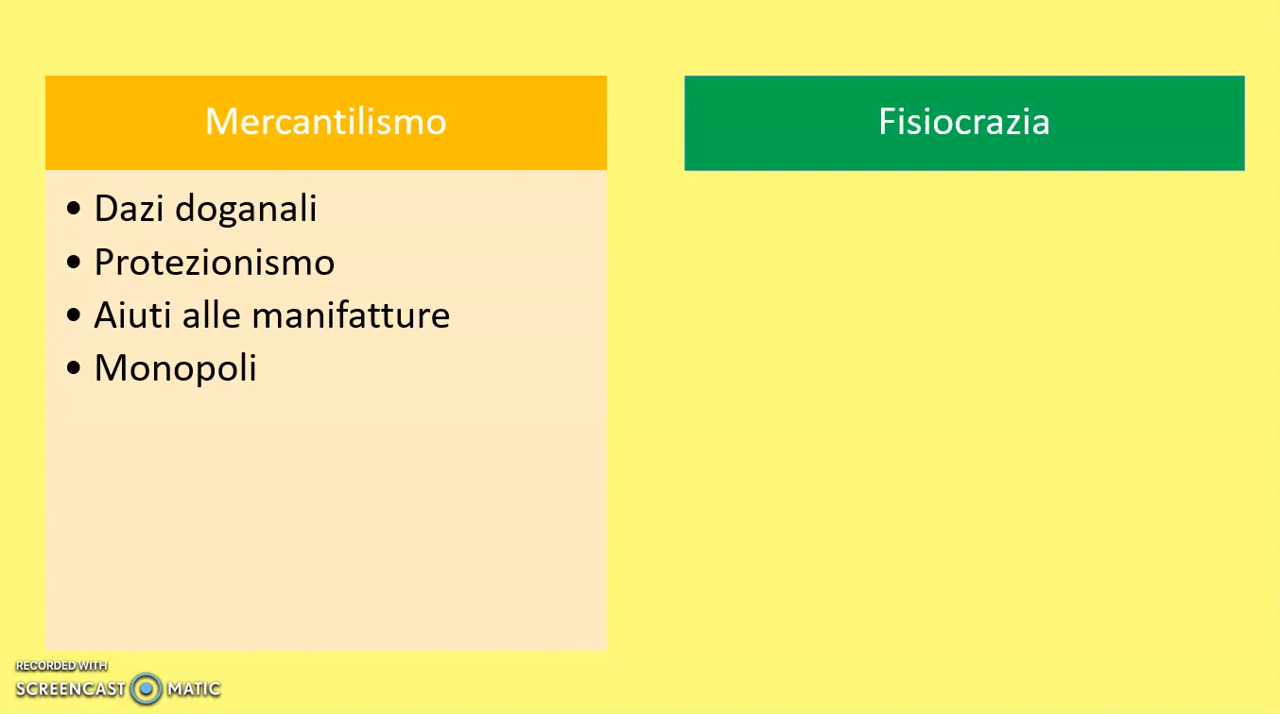 Mercantilismo
• Dazi doganali
• Protezionismo
• Aiuti alle manifatture
• Monopoli
Fisiocrazia
RECORDED WITH
SCREENCAST MATIC